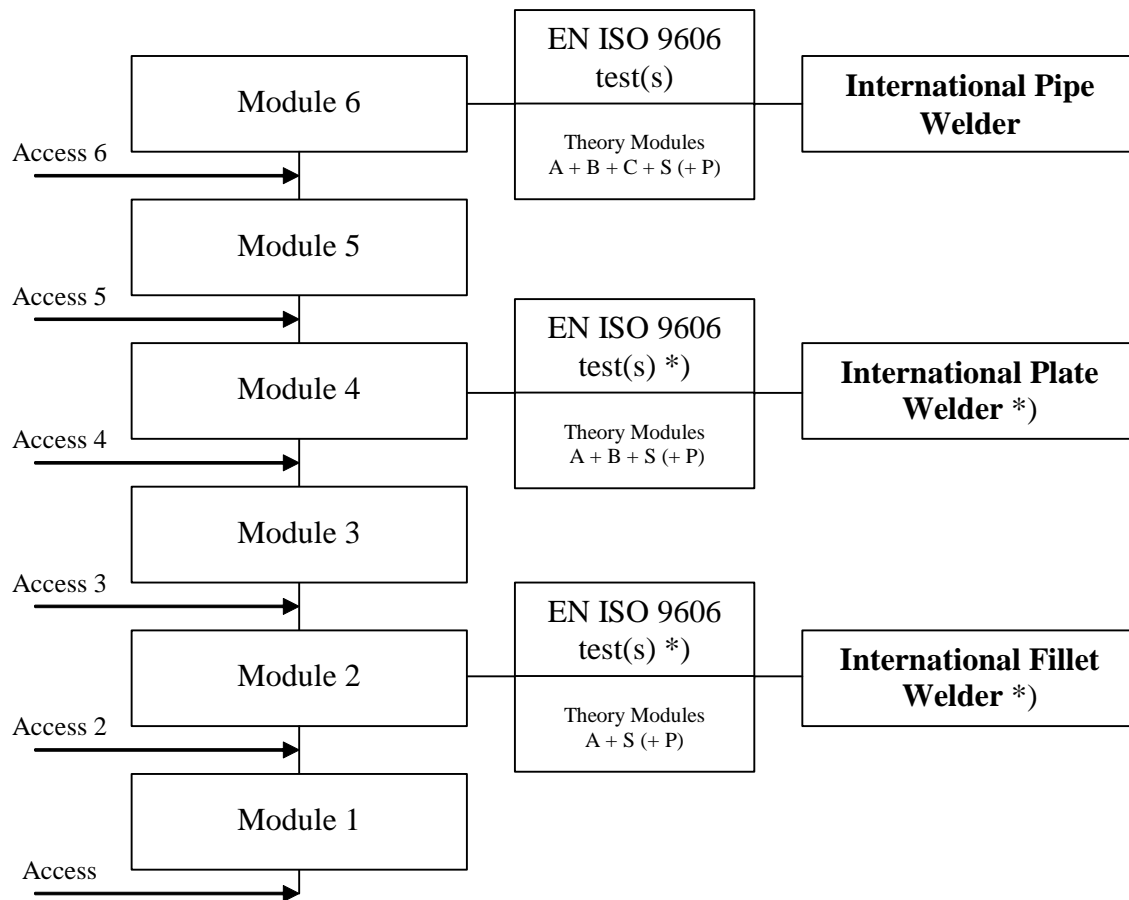 EN ISO 9606
test(s)
Module 6
International Pipe
Welder
Theory Modules
A + B + C + S (+ P)
Access 6
Module 5
Access 5
EN ISO 9606
test(s) *)
Module 4
International Plate
Welder *)
Theory Modules
A + B + S (+ P)
Access 4
Module 3
Access 3
EN ISO 9606
test(s) *)
Module 2
International Fillet
Welder *)
Theory Modules
A + S (+ P)
Access 2
Module 1
Access